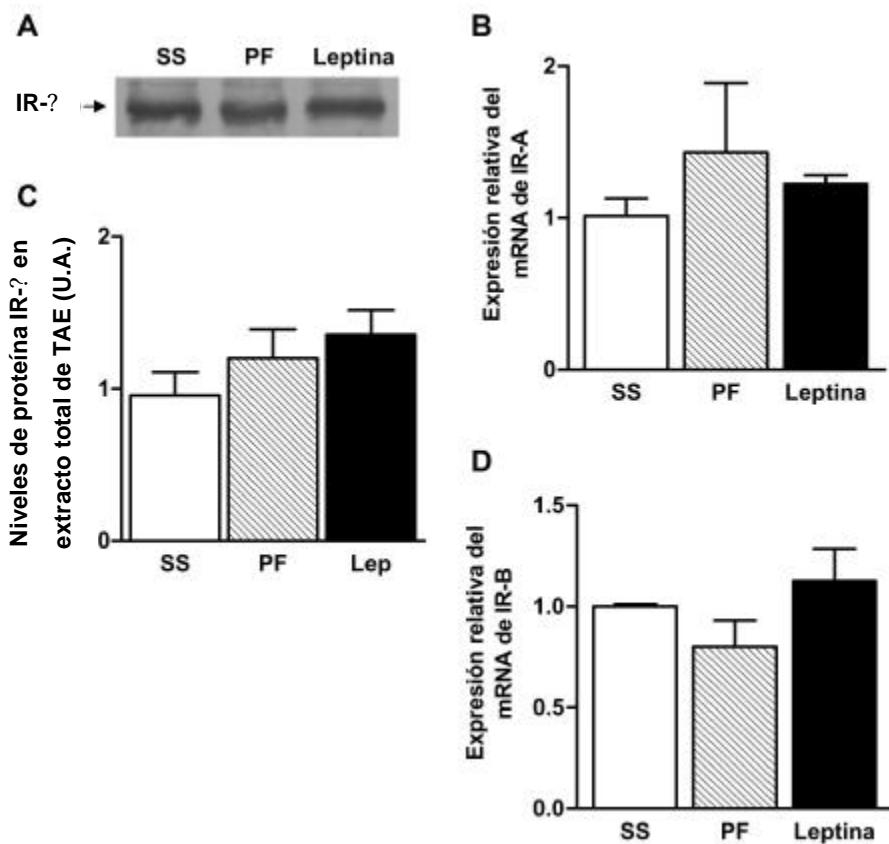 A
SS PF Leptina
IR-?
B
Expresión relativa del
mRNA de IR-A
2
1
0
SS PF Leptina
C
Niveles de proteína IR-? en
extracto total de TAE (U.A.)
2
1
0
SS PF Lep
D
Expresión relativa del
mRNA de IR-B
1.5
1.0
0.5
0.0
SS PF Leptina